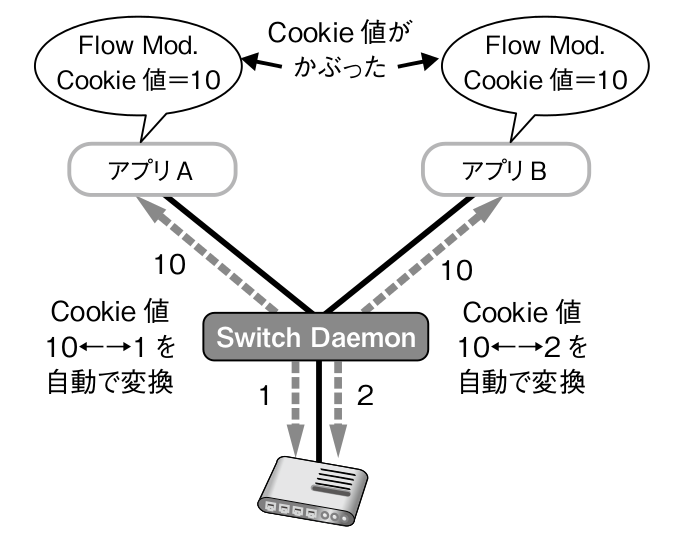 Flow Mod.
Cookie 値＝10
Cookie 値が
かぶった
Flow Mod.
Cookie 値＝10
アプリ A
アプリ B
10
10
Cookie 値
10←→1 を
自動で変換
Switch Daemon
Cookie 値
10←→2 を
自動で変換
1
2